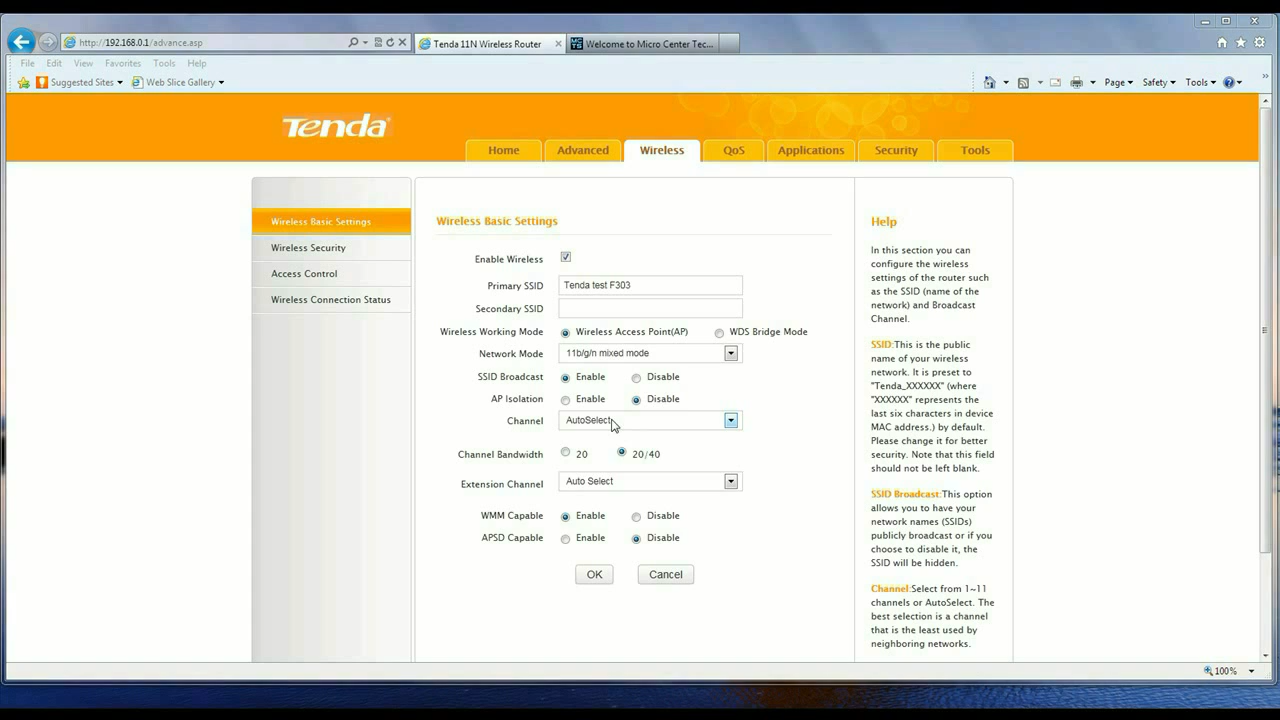 http://192.168.0.1/advance.asp
Tenda 11N Wireless Router
Welcome to Micro Center Tec...
File Edit View Favorites Tools Help
Suggested Sites Web Slice Gallery
Page Safety Tools
Tenda
Home Advanced Wireless QoS Applications Security Tools
Wireless Basic Settings
Wireless Security
Access Control
Wireless Connection Status
Wireless Basic Settings
Enable Wireless
Primary SSID Tenda test F303
Secondary SSID
Wireless Working Mode Wireless Access Point(AP) WDS Bridge Mode
Network Mode 11b/g/n mixed mode
SSID Broadcast Enable Disable
AP Isolation Enable Disable
Channel AutoSelect
Channel Bandwidth 20 20/40
Extension Channel Auto Select
WMM Capable Enable Disable
APSD Capable Enable Disable
OK Cancel
Help
In this section you can
configure the wireless
settings of the router such
as the SSID (name of the
network) and Broadcast
Channel.
SSID:This is the public
name of your wireless
network. It is preset to
"Tenda_XXXXXX" (where
"XXXXXX" represents the
last six characters in device
MAC address.) by default.
Please change it for better
security. Note that this field
should not be left blank.
SSID Broadcast:This option
allows you to have your
network names (SSIDs)
publicly broadcast or if you
choose to disable it, the
SSID will be hidden.
Channel:Select from 1~11
channels or AutoSelect. The
best selection is a channel
that is the least used by
neighboring networks.
100%